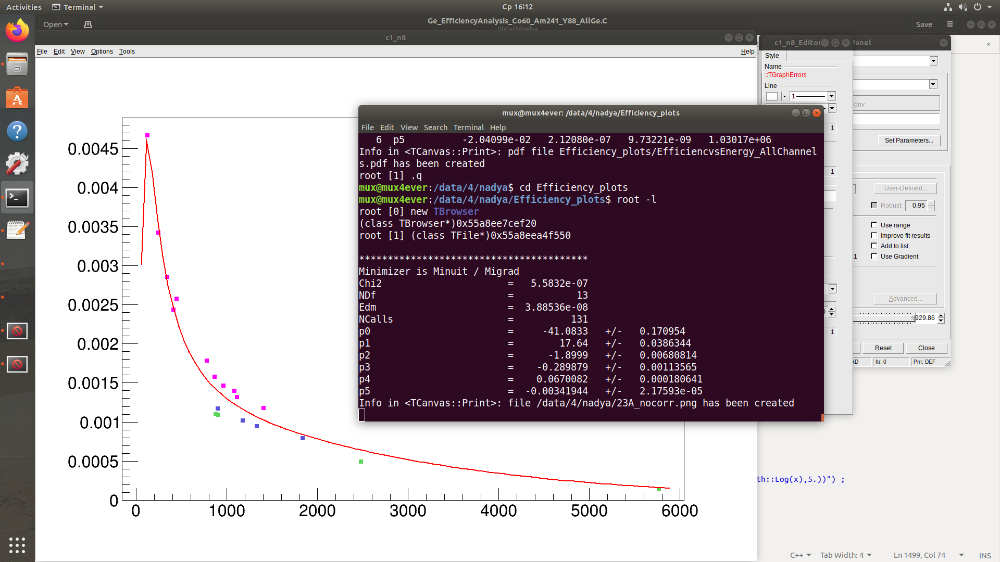 Activities Terminal Ср 16:12
Open Ge_EfficiencyAnalysis_Co60_Am241_Y88_AllGe.C Save
/data/4/nadya
c1_n8
File Edit View Options Tools Help
0.0045
0.004
0.0035
0.003
0.0025
0.002
0.0015
0.001
0.0005
0
0 1000 2000 3000 4000 5000 6000
mux@mux4ever: /data/4/nadya/Efficiency_plots
File Edit View Search Terminal Help
6 p5 -2.04099e-02 2.12080e-07 9.73221e-09 1.03017e+06
Info in <TCanvas::Print>: pdf file Efficiency_plots/EfficiencvsEnergy_AllChannel
s.pdf has been created
root [1] .q
mux@mux4ever:/data/4/nadya$ cd Efficiency_plots
mux@mux4ever:/data/4/nadya/Efficiency_plots$ root -l
root [0] new TBrowser
(class TBrowser*)0x55a8ee7cef20
root [1] (class TFile*)0x55a8eea4f550
****************************************
Minimizer is Minuit / Migrad
Chi2 = 5.5832e-07
NDf = 13
Edm = 3.88536e-08
NCalls = 131
p0 = -41.0833 +/- 0.170954
p1 = 17.64 +/- 0.0386344
p2 = -1.8999 +/- 0.00680814
p3 = -0.289879 +/- 0.00113565
p4 = 0.0670082 +/- 0.000180641
p5 = -0.00341944 +/- 2.17593e-05
Info in <TCanvas::Print>: file /data/4/nadya/23A_nocorr.png has been created
c1_n8_Editor
Style
Name
::TGraphErrors
Line
1
1
1
1
Panel
Set Parameters...
User-Defined...
Robust: 0.95
Use range
Improve fit results
Add to list
Use Gradient
Advanced...
929.86
Reset Close
AD Itr: 0 Prn: DEF
th::Log(x),5.))") ;
C++ Tab Width: 4 Ln 1499, Col 74 INS